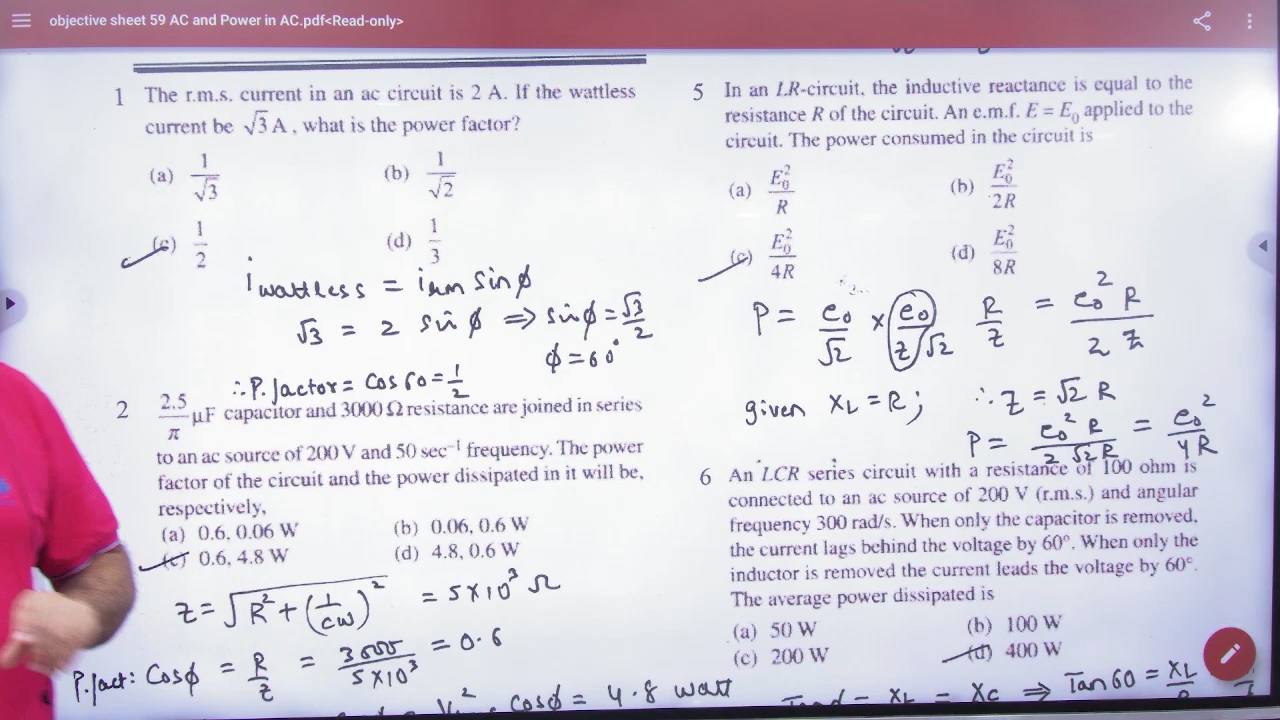 objective sheet 59 AC and Power in AC.pdf<Read-only>
1 The r.m.s. current in an ac circuit is 2 A. If the wattless
current be √3 A, what is the power factor?
(a) 1/√3 (b) 1/√2
(c) 1/2 (d) 1/3
i wattless = i rms sin ϕ
√3 = 2 sin ϕ ⇒ sin ϕ = √3/2
ϕ = 60°
∴ P. factor = Cos 60 = 1/2
2 2.5/π μF capacitor and 3000 Ω resistance are joined in series
to an ac source of 200 V and 50 sec⁻¹ frequency. The power
factor of the circuit and the power dissipated in it will be,
respectively,
(a) 0.6, 0.06 W (b) 0.06, 0.6 W
(c) 0.6, 4.8 W (d) 4.8, 0.6 W
Z = √R² + (1/cω)² = 5×10³ Ω
P.fact: Cosϕ = R/Z = 3000/5×10³ = 0.6
Cosϕ = 4.8 watt
5 In an LR-circuit, the inductive reactance is equal to the
resistance R of the circuit. An e.m.f. E = E₀ applied to the
circuit. The power consumed in the circuit is
(a) E₀²/R (b) E₀²/2R
(c) E₀²/4R (d) E₀²/8R
P = e₀/√2 × e₀/Z/√2 R/Z = e₀² R/2 Z
given XL = R; ∴ Z = √2 R
P = e₀² R/2 √2 R = e₀²/4R
6 An LCR series circuit with a resistance of 100 ohm is
connected to an ac source of 200 V (r.m.s.) and angular
frequency 300 rad/s. When only the capacitor is removed,
the current lags behind the voltage by 60°. When only the
inductor is removed the current leads the voltage by 60°.
The average power dissipated is
(a) 50 W (b) 100 W
(c) 200 W (d) 400 W
= XL = Xc ⇒ Tan 60 = XL